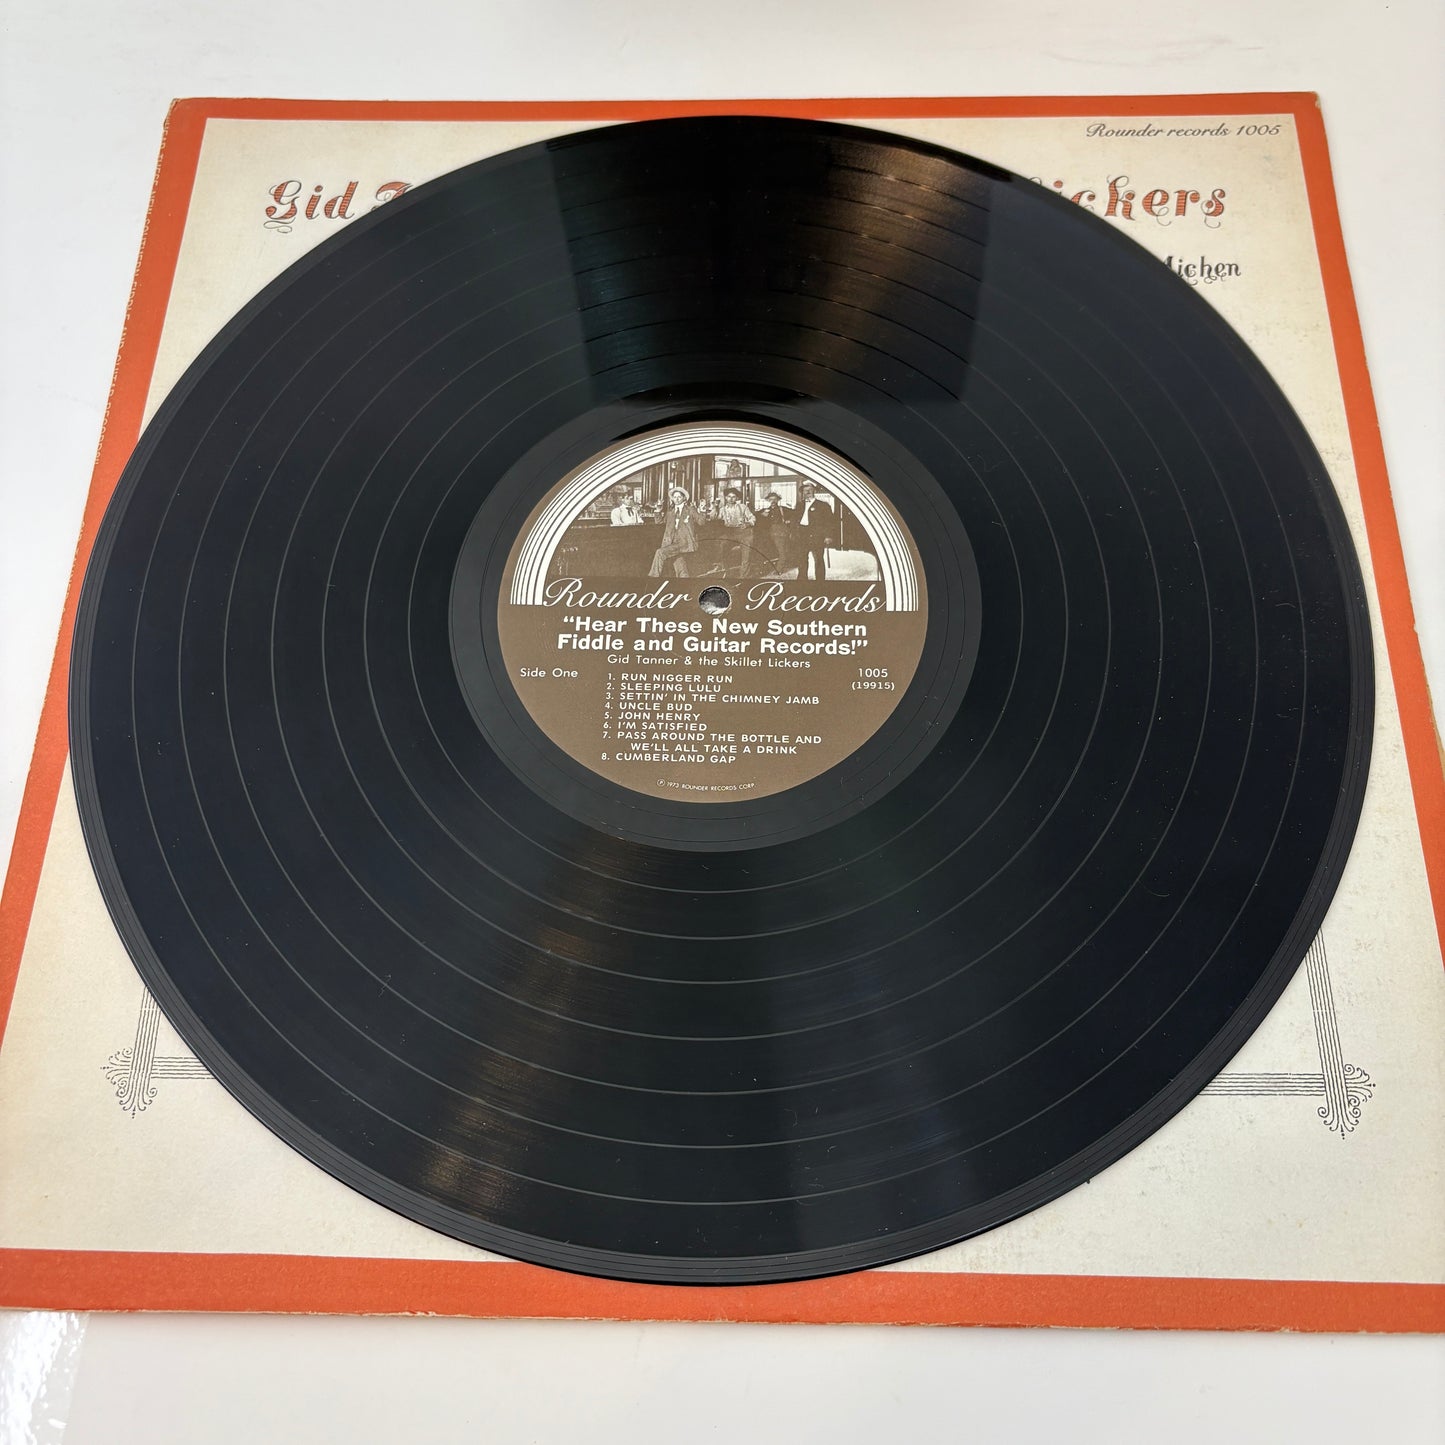 Rounder records 1005
Gid
ickers
Michen
Rounder Records
"Hear These New Southern
Fiddle and Guitar Records!"
Gid Tanner & the Skillet Lickers
Side One
1005
(19915)
1. RUN NIGGER RUN
2. SLEEPING LULU
3. SETTIN' IN THE CHIMNEY JAMB
4. UNCLE BUD
5. JOHN HENRY
6. I'M SATISFIED
7. PASS AROUND THE BOTTLE AND
WE'LL ALL TAKE A DRINK
8. CUMBERLAND GAP
℗ 1973 ROUNDER RECORDS CORP.